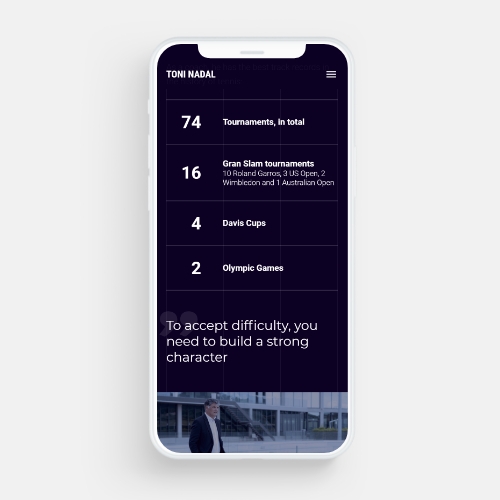 TONI NADAL
74 Tournaments, in total
16 Gran Slam tournaments
10 Roland Garros, 3 US Open, 2
Wimbledon and 1 Australian Open
4 Davis Cups
2 Olympic Games
To accept difficulty, you
need to build a strong
character